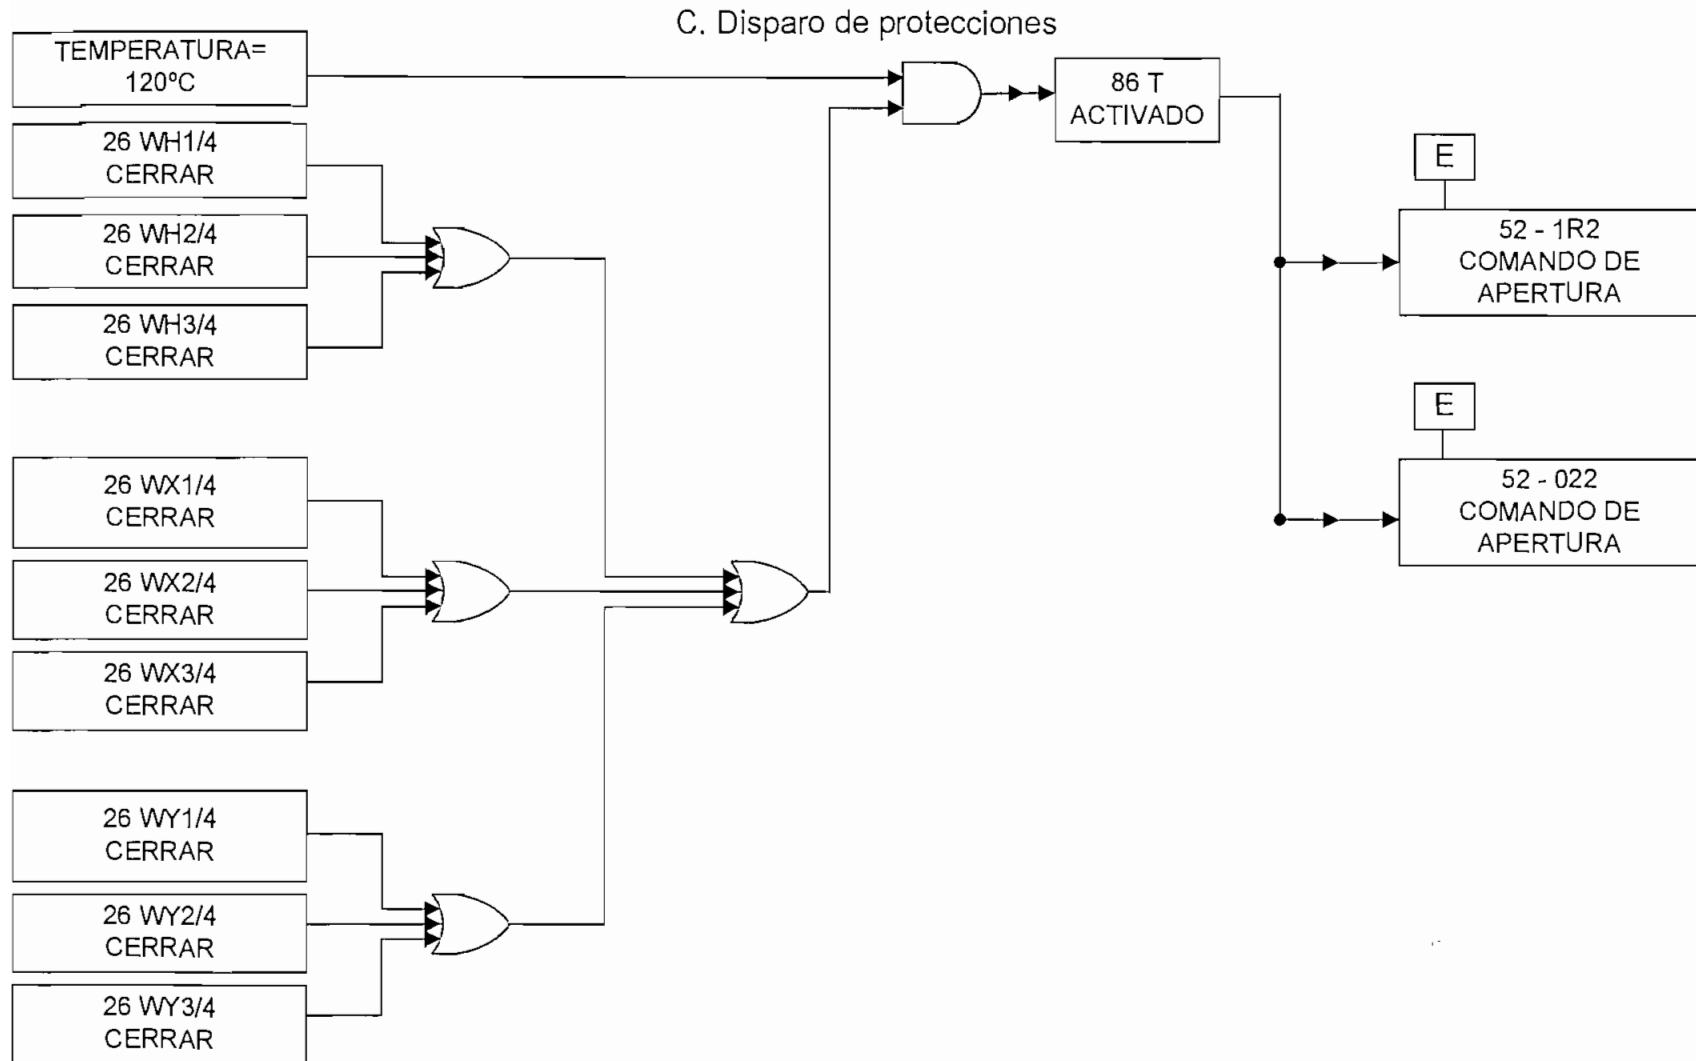 C. Disparo de protecciones
TEMPERATURA=
120ºC
26 WH1/4
CERRAR
26 WH2/4
CERRAR
26 WH3/4
CERRAR
26 WX1/4
CERRAR
26 WX2/4
CERRAR
26 WX3/4
CERRAR
26 WY1/4
CERRAR
26 WY2/4
CERRAR
26 WY3/4
CERRAR
86 T
ACTIVADO
E
52 - 1R2
COMANDO DE
APERTURA
E
52 - 022
COMANDO DE
APERTURA